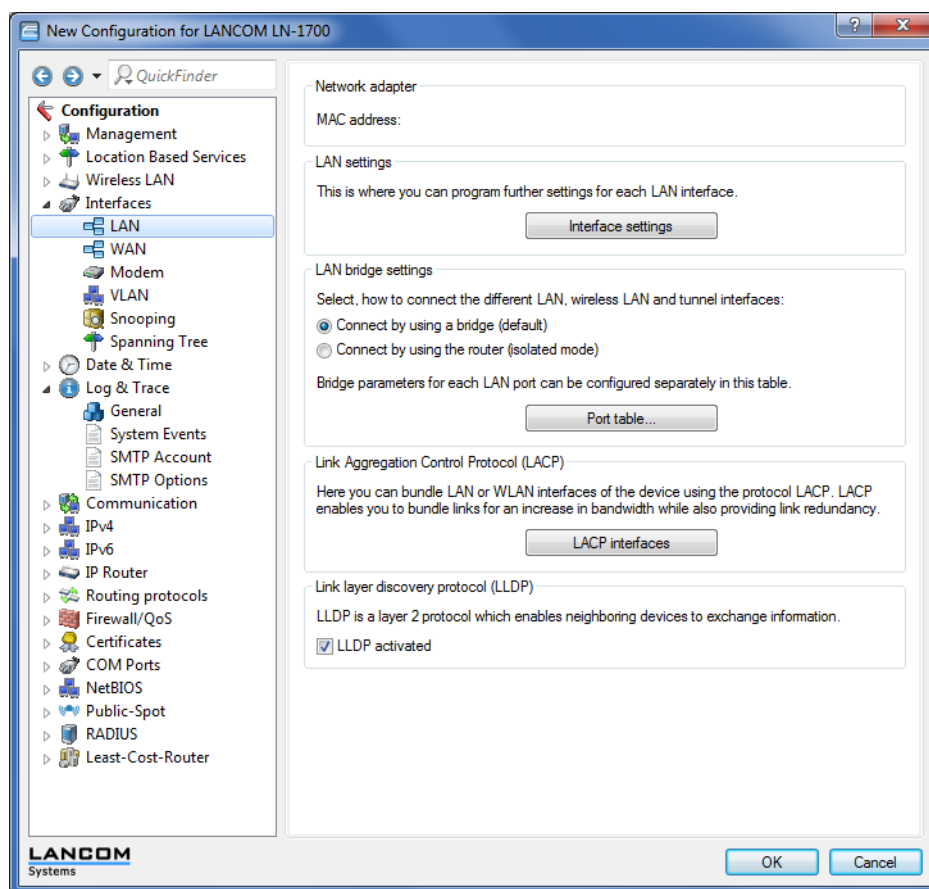 New Configuration for LANCOM LN-1700
?
QuickFinder
Configuration
Management
Location Based Services
Wireless LAN
Interfaces
LAN
WAN
Modem
VLAN
Snooping
Spanning Tree
Date & Time
Log & Trace
General
System Events
SMTP Account
SMTP Options
Communication
IPv4
IPv6
IP Router
Routing protocols
Firewall/QoS
Certificates
COM Ports
NetBIOS
Public-Spot
RADIUS
Least-Cost-Router
Network adapter
MAC address:
LAN settings
This is where you can program further settings for each LAN interface.
Interface settings
LAN bridge settings
Select, how to connect the different LAN, wireless LAN and tunnel interfaces:
Connect by using a bridge (default)
Connect by using the router (isolated mode)
Bridge parameters for each LAN port can be configured separately in this table.
Port table...
Link Aggregation Control Protocol (LACP)
Here you can bundle LAN or WLAN interfaces of the device using the protocol LACP. LACP
enables you to bundle links for an increase in bandwidth while also providing link redundancy.
LACP interfaces
Link layer discovery protocol (LLDP)
LLDP is a layer 2 protocol which enables neighboring devices to exchange information.
LLDP activated
LANCOM
Systems
OK
Cancel